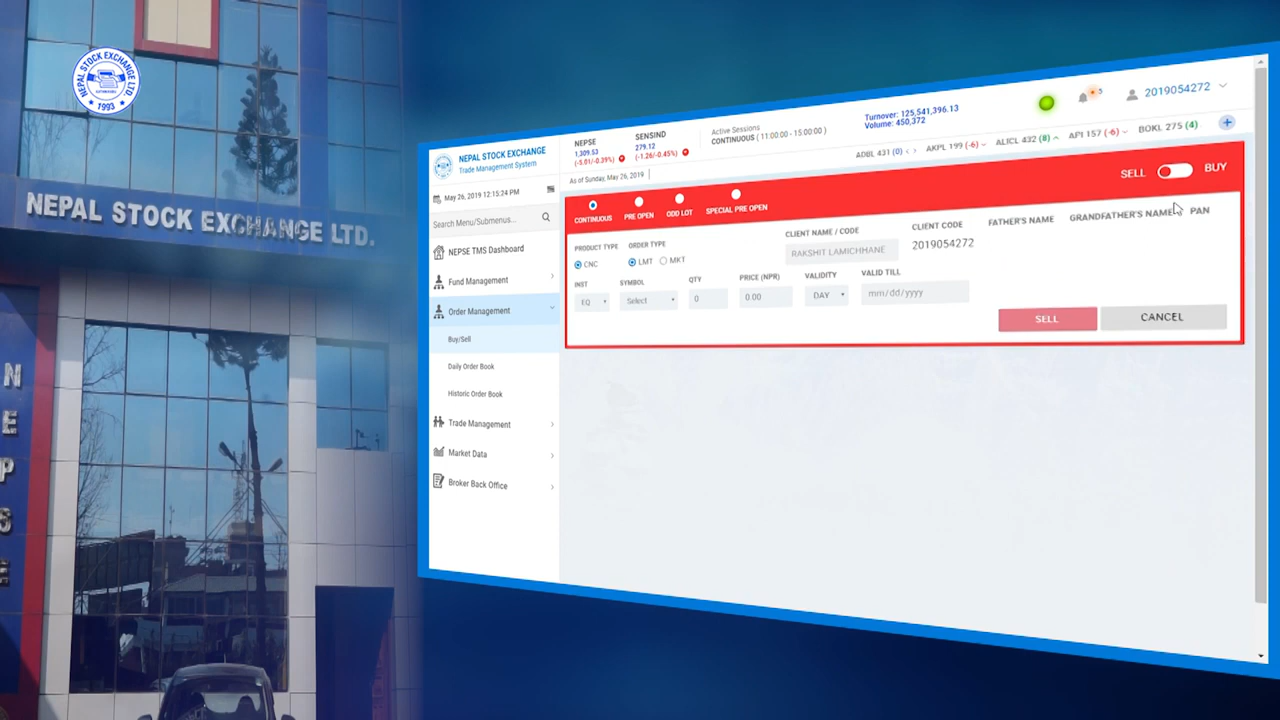 NEPAL STOCK EXCHANGE LTD.
1993
NEPAL STOCK EXCHANGE LTD.
N
E
P
S
E
NEPAL STOCK EXCHANGE
Trade Management System
NEPSE
1,309.53
(-5.01/-0.39%)
SENSIND
279.12
(-1.26/-0.45%)
Active Sessions
CONTINUOUS ( 11:00:00 - 15:00:00 )
Turnover: 125,541,396.13
Volume: 450,372
5
2019054272
As of Sunday, May 26, 2019
ADBL 431 (0)
AKPL 199 (-6)
ALICL 432 (8)
API 157 (-6)
BOKL 275 (4)
May 26, 2019 12:15:24 PM
Search Menu/Submenus...
NEPSE TMS Dashboard
Fund Management
Order Management
Buy/Sell
Daily Order Book
Historic Order Book
Trade Management
Market Data
Broker Back Office
CONTINUOUS
PRE OPEN
ODD LOT
SPECIAL PRE OPEN
SELL
BUY
PRODUCT TYPE
CNC
ORDER TYPE
LMT
MKT
CLIENT NAME / CODE
RAKSHIT LAMICHHANE
CLIENT CODE
2019054272
FATHER'S NAME
GRANDFATHER'S NAME
PAN
INST
EQ
SYMBOL
Select
QTY
0
PRICE (NPR)
0.00
VALIDITY
DAY
VALID TILL
mm/dd/yyyy
SELL
CANCEL